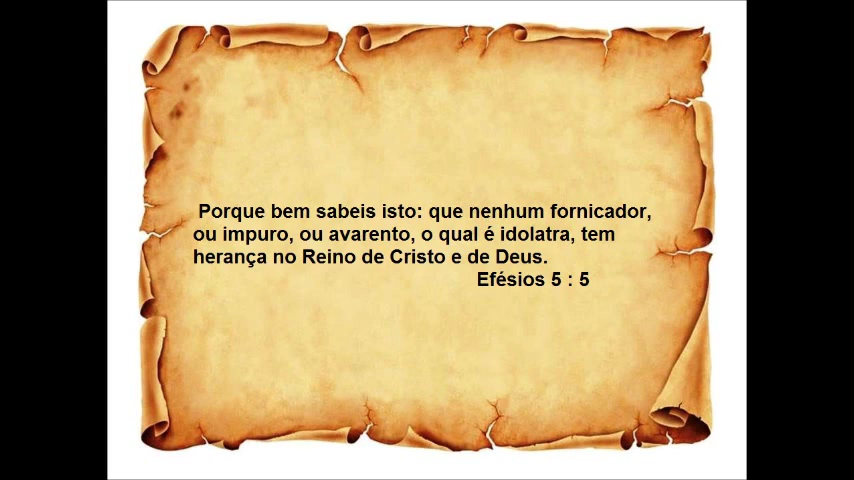 Porque bem sabeis isto: que nenhum fornicador,
ou impuro, ou avarento, o qual é idolatra, tem
herança no Reino de Cristo e de Deus.
Efésios 5 : 5